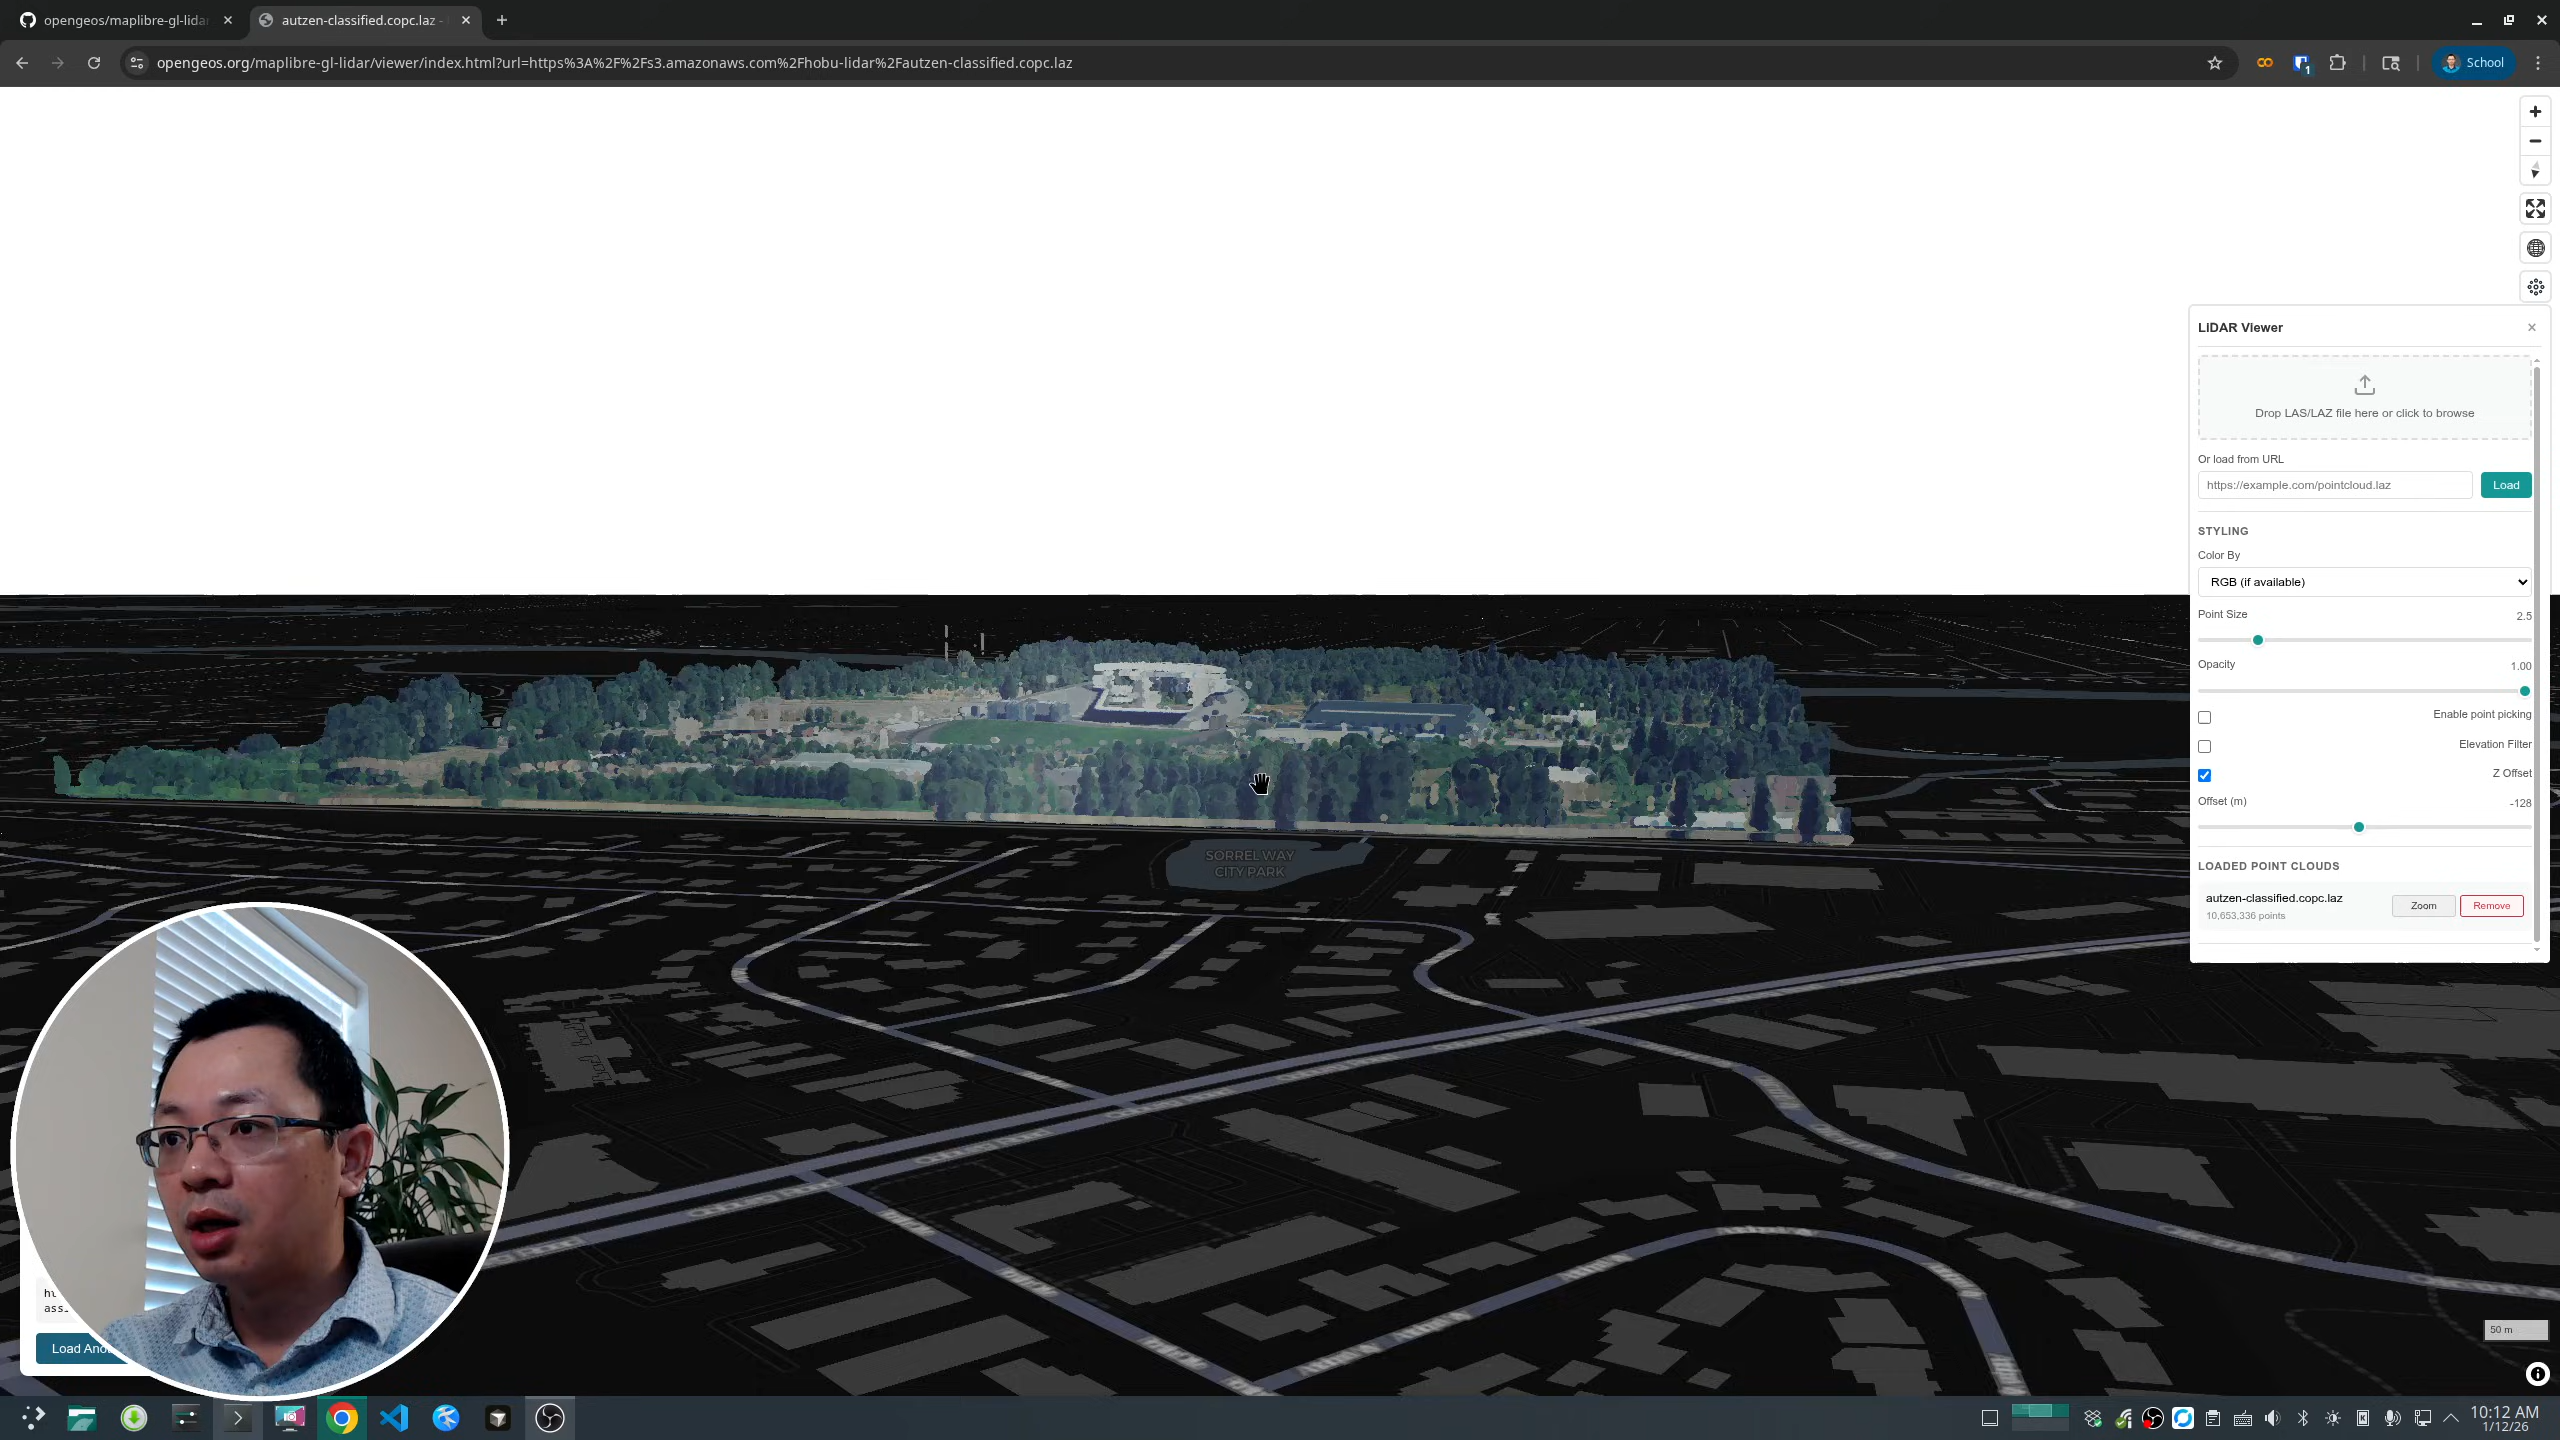 opengeos/maplibre-gl-lida
autzen-classified.copc.laz -
opengeos.org/maplibre-gl-lidar/viewer/index.html?url=https%3A%2F%2Fs3.amazonaws.com%2Fhobu-lidar%2Fautzen-classified.copc.laz
1
School
LiDAR Viewer
Drop LAS/LAZ file here or click to browse
Or load from URL
https://example.com/pointcloud.laz
Load
STYLING
Color By
RGB (if available)
Point Size
2.5
Opacity
1.00
Enable point picking
Elevation Filter
Z Offset
Offset (m)
-128
LOADED POINT CLOUDS
autzen-classified.copc.laz
10,653,336 points
Zoom
Remove
SORREL WAY
CITY PARK
Load
50 m
10:12 AM
1/12/26